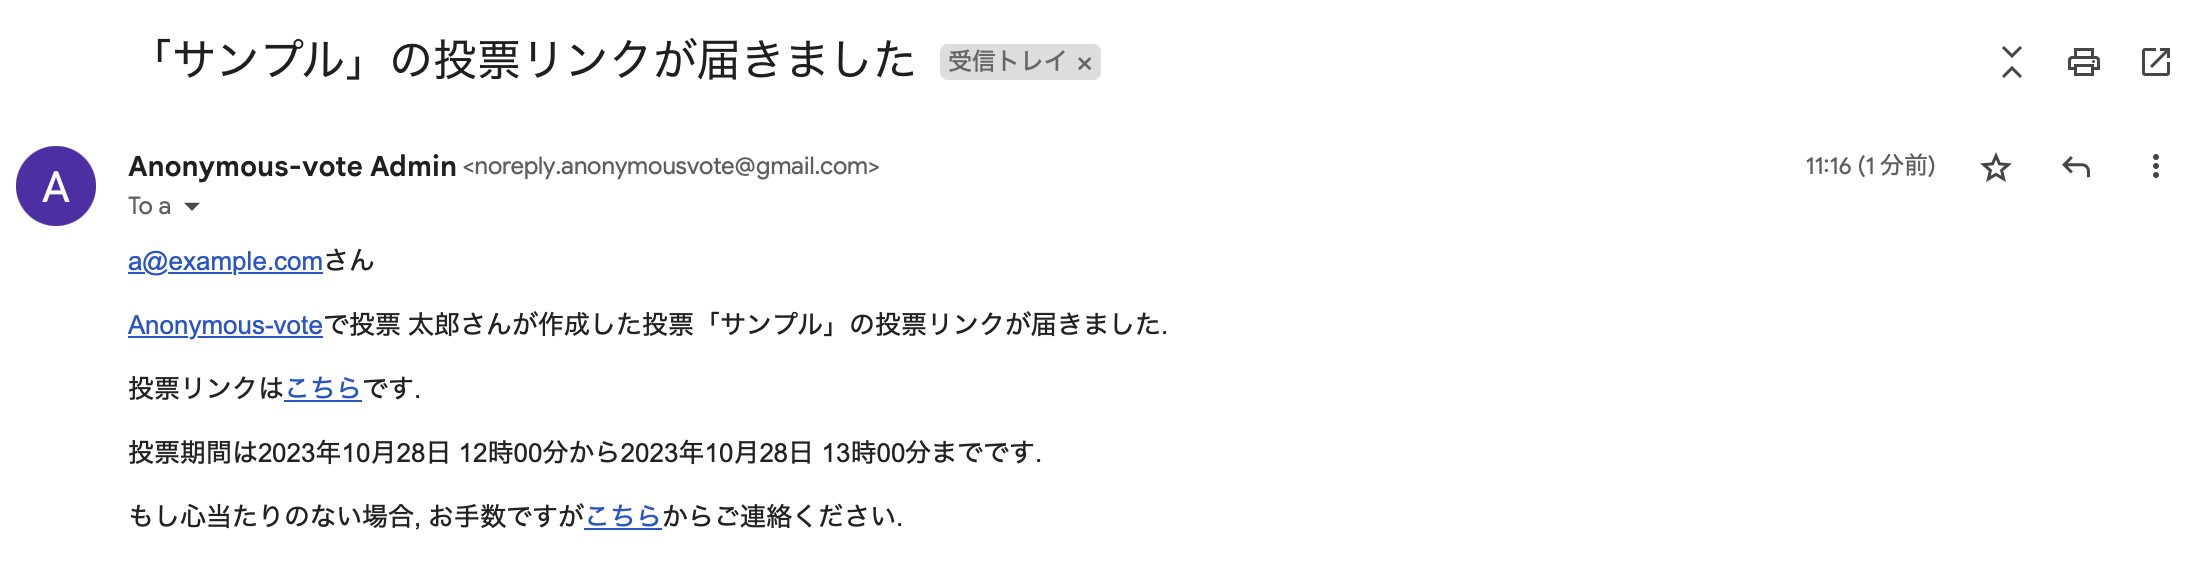 「サンプル」の投票リンクが届きました 受信トレイ ×
A
Anonymous-vote Admin <noreply.anonymousvote@gmail.com> 11:16 (1 分前)
To a
a@example.comさん
Anonymous-voteで投票 太郎さんが作成した投票「サンプル」の投票リンクが届きました.
投票リンクはこちらです.
投票期間は2023年10月28日 12時00分から2023年10月28日 13時00分までです.
もし心当たりのない場合, お手数ですがこちらからご連絡ください.